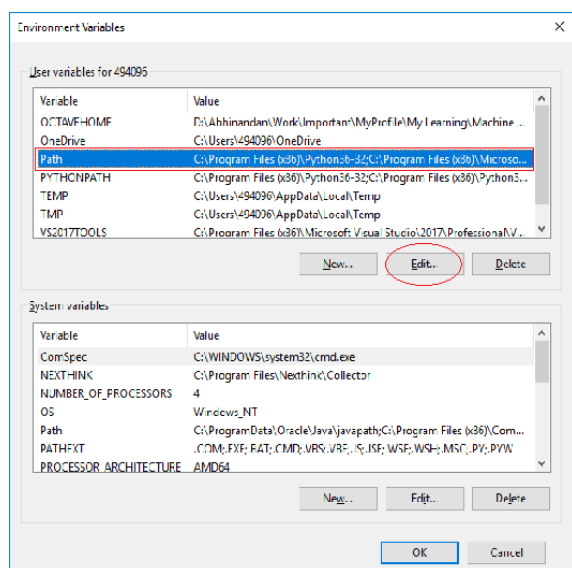 Environment Variables
User variables for 494096
Variable Value
OCTAVEHOME D:\Abhinandan\Work\Important\MyProfile\My Learning\Machine ...
OneDrive C:\Users\494096\OneDrive
Path C:\Program Files (x86)\Python36-32;C:\Program Files (x86)\Microso...
PYTHONPATH C:\Program Files (x86)\Python36-32;C:\Program Files (x86)\Python3...
TEMP C:\Users\494096\AppData\Local\Temp
TMP C:\Users\494096\AppData\Local\Temp
VS2017TOOLS C:\Program Files (x86)\Microsoft Visual Studio\2017\Professional\V...
New... Edit... Delete
System variables
Variable Value
ComSpec C:\WINDOWS\system32\cmd.exe
NEXTHINK C:\Program Files\Nexthink\Collector
NUMBER_OF_PROCESSORS 4
OS Windows_NT
Path C:\ProgramData\Oracle\Java\javapath;C:\Program Files (x86)\Com...
PATHEXT .COM;.EXE;.BAT;.CMD;.VBS;.VBE;.JS;.JSE;.WSF;.WSH;.MSC;.PY;.PYW
PROCESSOR_ARCHITECTURE AMD64
New... Edit... Delete
OK Cancel